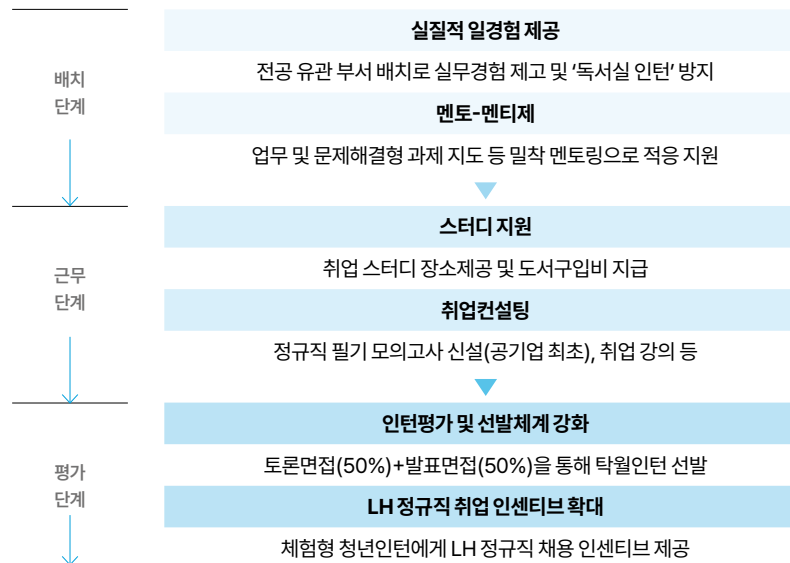 배치
단계
실질적 일경험 제공
전공 유관 부서 배치로 실무경험 제고 및 ‘독서실 인턴’ 방지
멘토-멘티제
업무 및 문제해결형 과제 지도 등 밀착 멘토링으로 적응 지원
근무
단계
스터디 지원
취업 스터디 장소제공 및 도서구입비 지급
취업컨설팅
정규직 필기 모의고사 신설(공기업 최초), 취업 강의 등
평가
단계
인턴평가 및 선발체계 강화
토론면접(50%)+발표면접(50%)을 통해 탁월인턴 선발
LH 정규직 취업 인센티브 확대
체험형 청년인턴에게 LH 정규직 채용 인센티브 제공